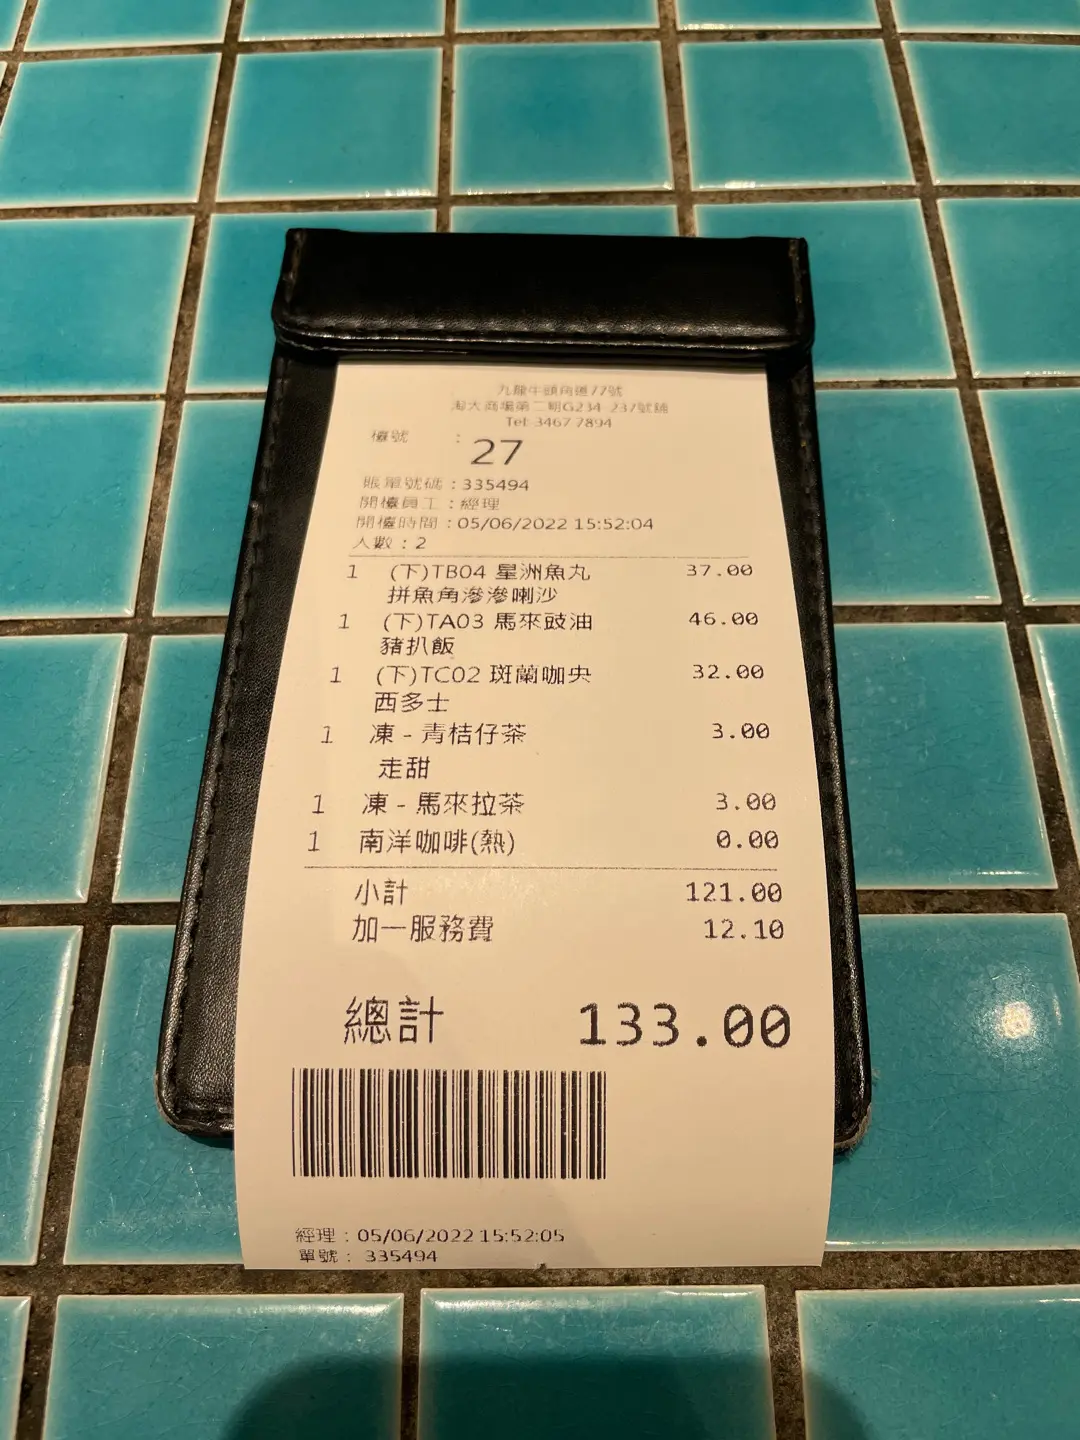 九龍牛頭角道77號
淘大商場第二期G234-237號舖
Tel: 3467 7894
檯號 : 27
賬單號碼 : 335494
開檯員工 : 經理
開檯時間 : 05/06/2022 15:52:04
人數 : 2
1 (下)TB04 星洲魚丸 37.00
拼魚角滲滲喇沙
1 (下)TA03 馬來豉油 46.00
豬扒飯
1 (下)TC02 斑蘭咖央 32.00
西多士
1 凍 - 青桔仔茶 3.00
走甜
1 凍 - 馬來拉茶 3.00
1 南洋咖啡(熱) 0.00
小計 121.00
加一服務費 12.10
總計 133.00
經理 : 05/06/2022 15:52:05
單號 : 335494